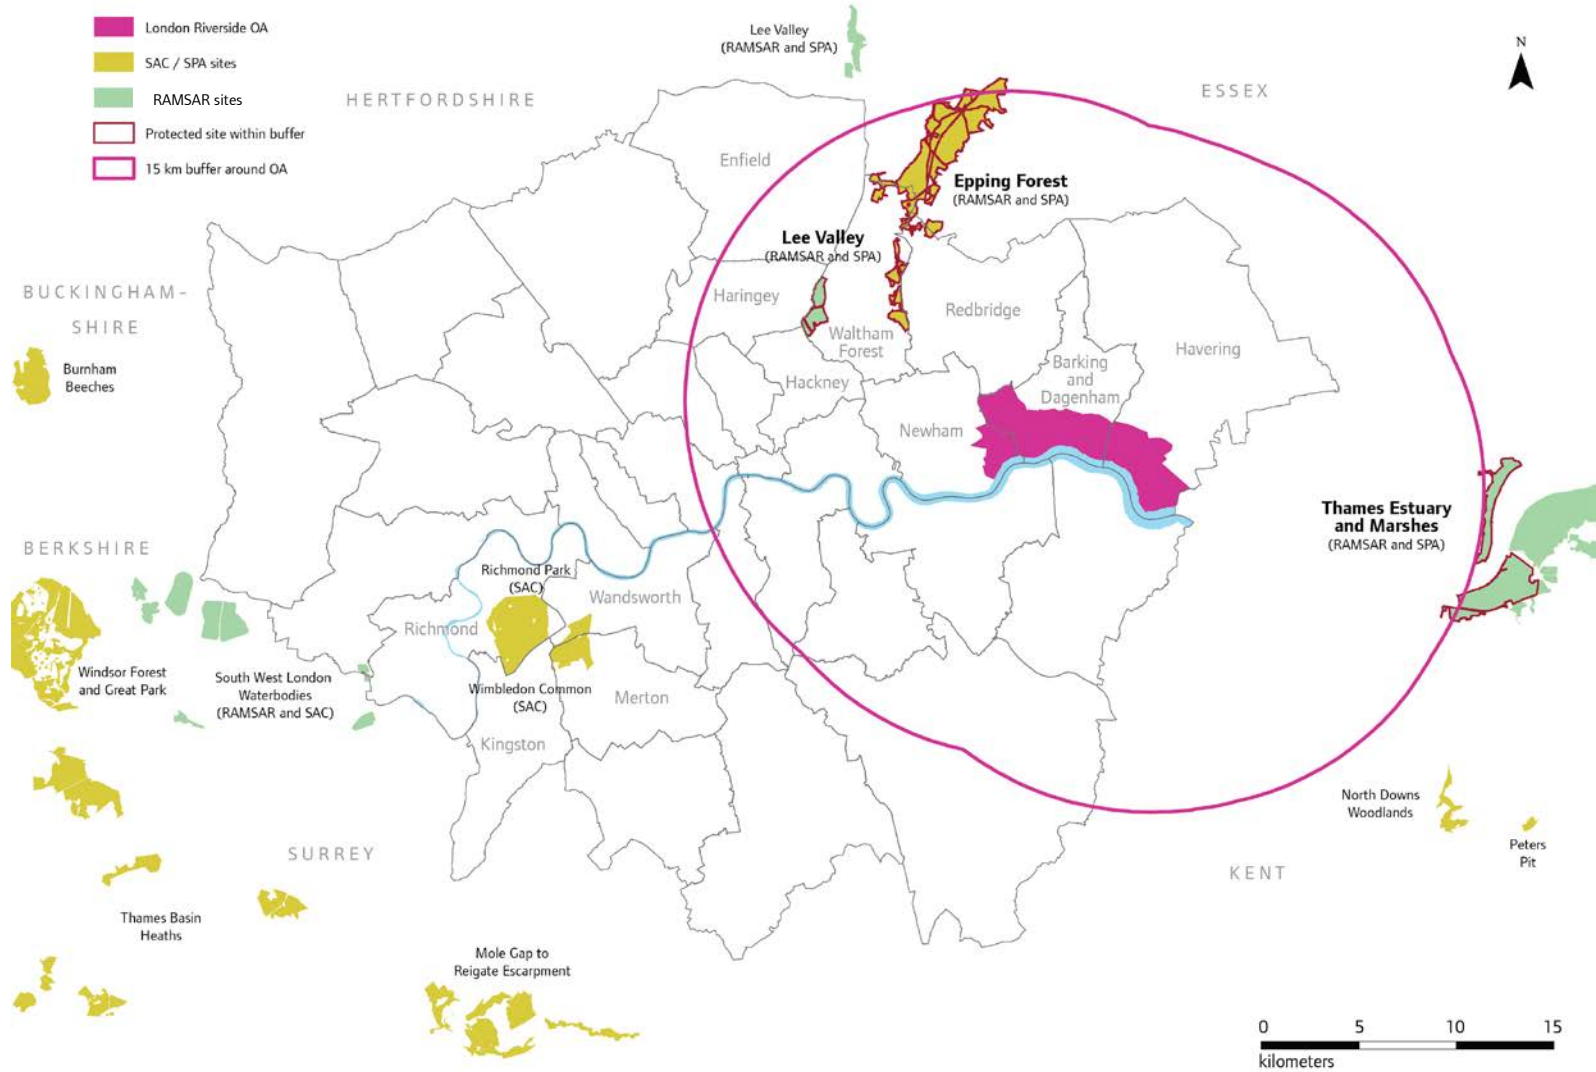 London Riverside OA
SAC / SPA sites
RAMSAR sites
Protected site within buffer
15 km buffer around OA
Lee Valley
(RAMSAR and SPA)
N
HERTFORDSHIRE
ESSEX
Enfield
Epping Forest
(RAMSAR and SPA)
Lee Valley
(RAMSAR and SPA)
BUCKINGHAM-
SHIRE
Haringey
Redbridge
Waltham
Forest
Havering
Burnham
Beeches
Hackney
Barking
and
Dagenham
Newham
Thames Estuary
and Marshes
(RAMSAR and SPA)
BERKSHIRE
Richmond Park
(SAC)
Wandsworth
Richmond
Windsor Forest
and Great Park
South West London
Waterbodies
(RAMSAR and SAC)
Wimbledon Common
(SAC)
Merton
Kingston
North Downs
Woodlands
Peters
Pit
SURREY
KENT
Thames Basin
Heaths
Mole Gap to
Reigate Escarpment
0 5 10 15
kilometers